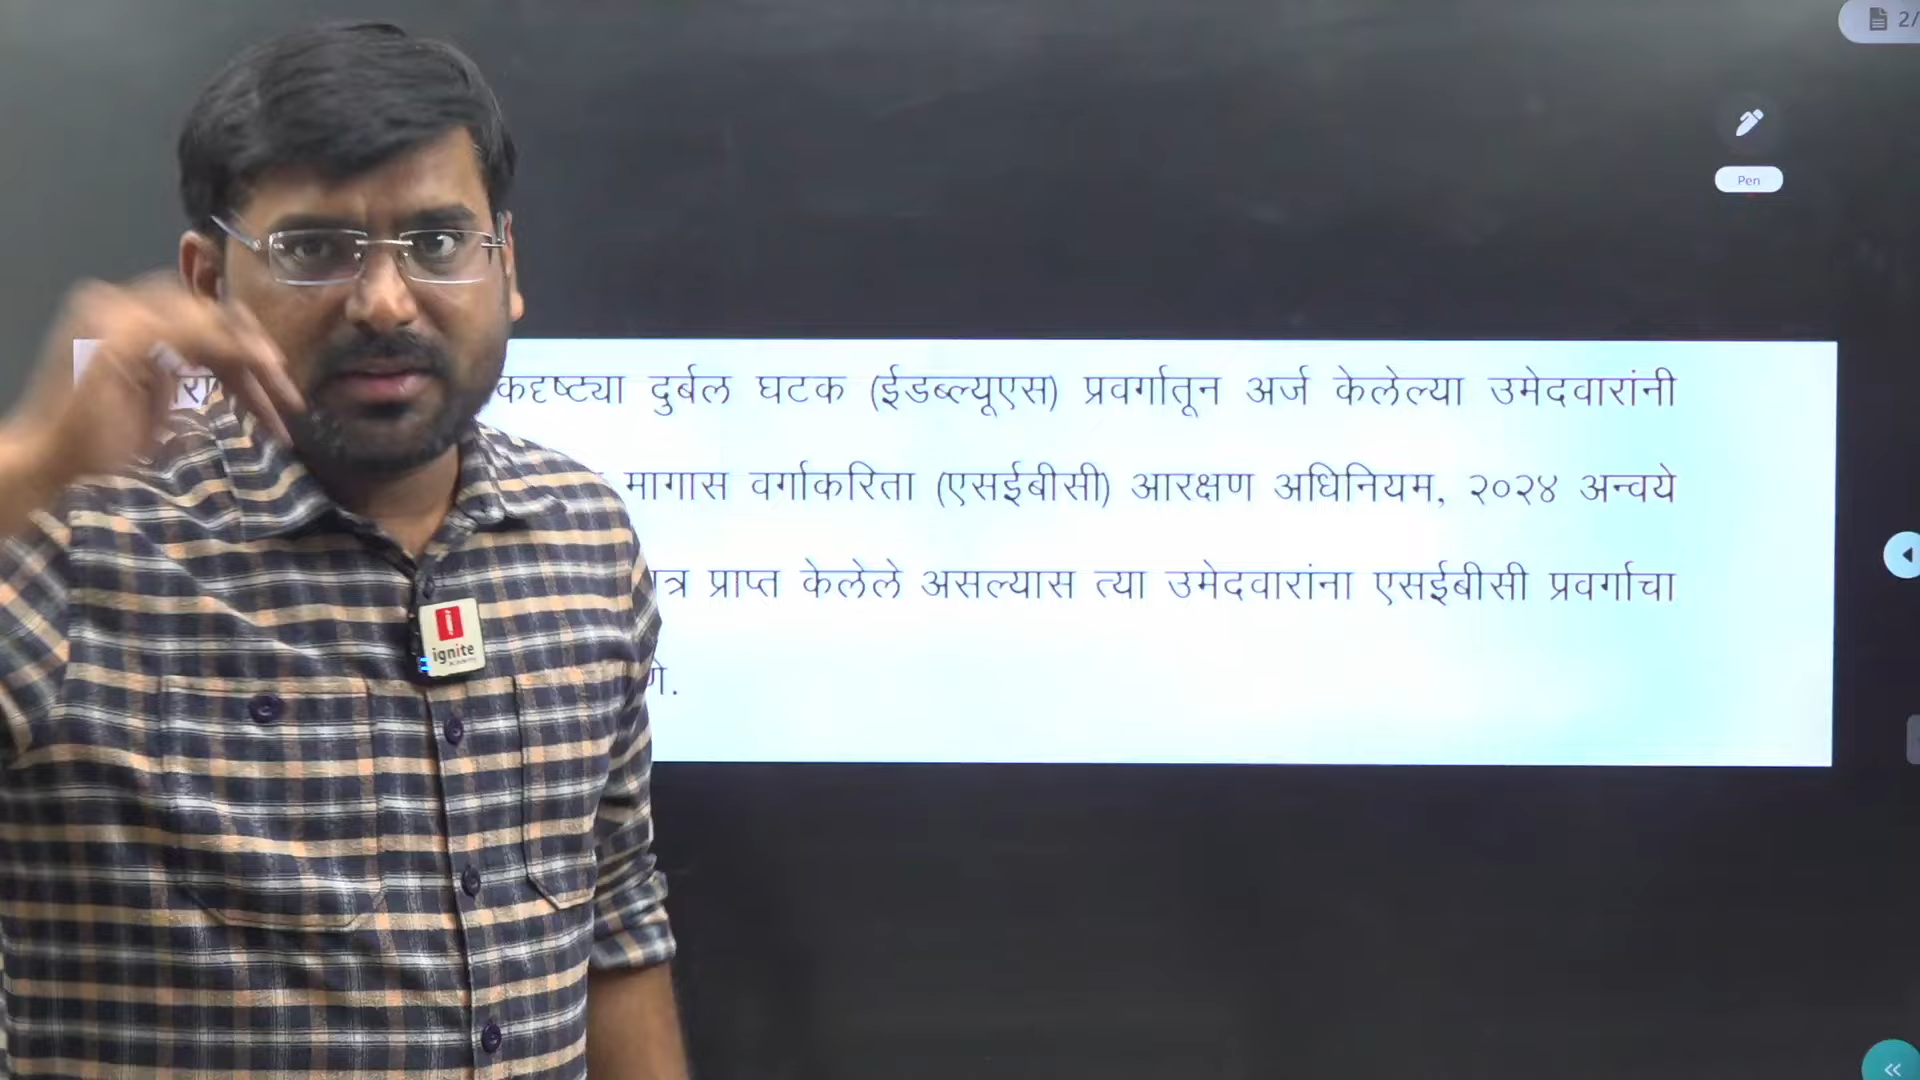 2/
Pen
दुर्बल घटक (ईडब्ल्यूएस) प्रवर्गातून अर्ज केलेल्या उमेदवारांनी
मागास वर्गाकरिता (एसईबीसी) आरक्षण अधिनियम, २०२४ अन्वये
प्राप्त केलेले असल्यास त्या उमेदवारांना एसईबीसी प्रवर्गाचा
ignite